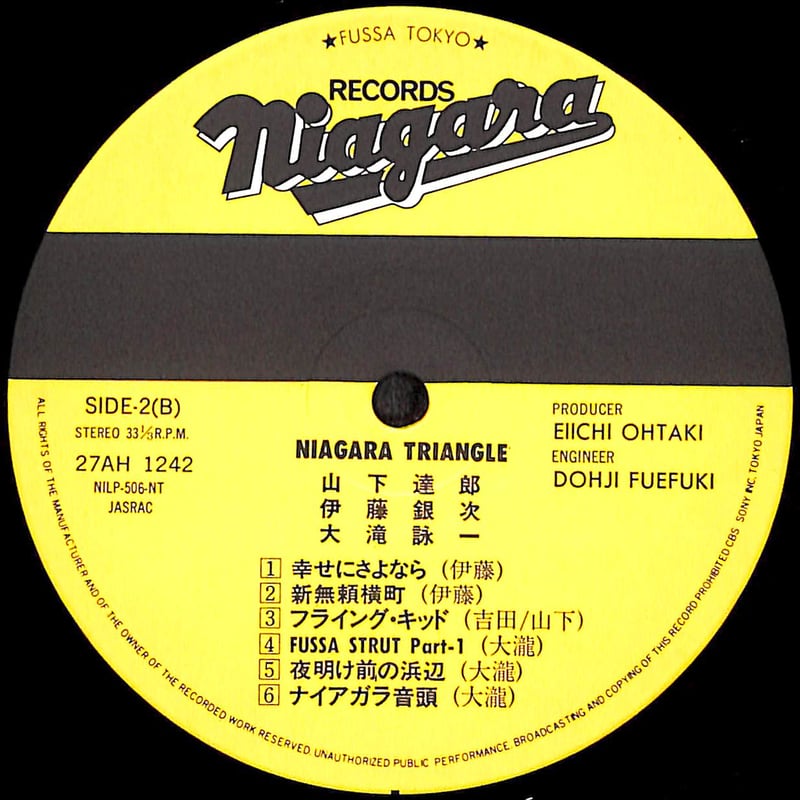 ★FUSSA TOKYO★
RECORDS
Niagara
SIDE-2(B)
STEREO 33⅓R.P.M.
27AH 1242
NILP-506-NT
JASRAC
PRODUCER
EIICHI OHTAKI
ENGINEER
DOHJI FUEFUKI
NIAGARA TRIANGLE
山下達郎
伊藤銀次
大滝詠一
1 幸せにさよなら (伊藤)
2 新無頼横町 (伊藤)
3 フライング・キッド (吉田/山下)
4 FUSSA STRUT Part-1 (大瀧)
5 夜明け前の浜辺 (大瀧)
6 ナイアガラ音頭 (大瀧)
ALL RIGHTS OF THE MANUFACTURER AND OF THE OWNER OF THE RECORDED WORK RESERVED UNAUTHORIZED PUBLIC PERFORMANCE BROADCASTING AND COPYING OF THIS RECORD PROHIBITED CBS SONY INC. TOKYO JAPAN